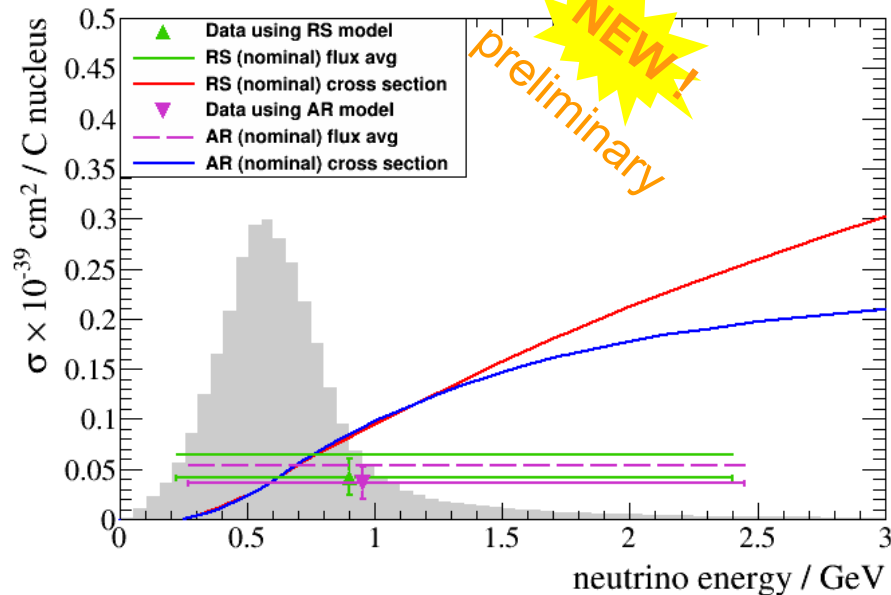 Data using RS model
RS (nominal) flux avg
RS (nominal) cross section
Data using AR model
AR (nominal) flux avg
AR (nominal) cross section
NEW !
preliminary
σ × 10⁻³⁹ cm² / C nucleus
0.5
0.45
0.4
0.35
0.3
0.25
0.2
0.15
0.1
0.05
0
0 0.5 1 1.5 2 2.5 3
neutrino energy / GeV